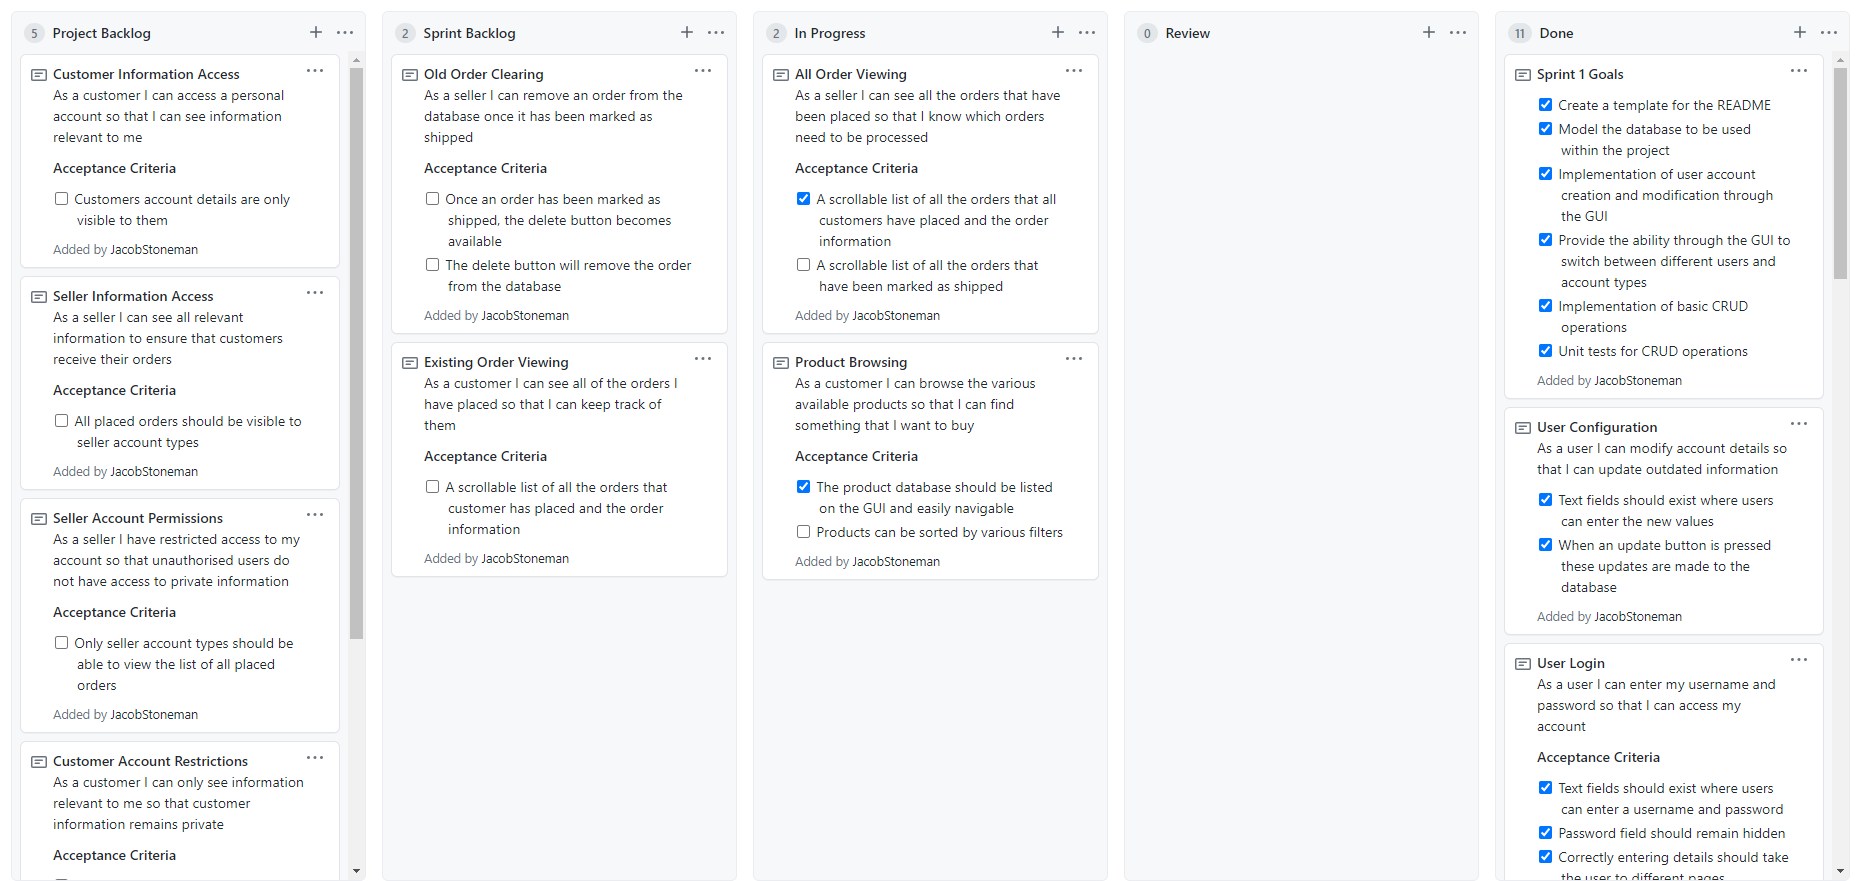 5 Project Backlog
Customer Information Access
As a customer I can access a personal
account so that I can see information
relevant to me
Acceptance Criteria
Customers account details are only
visible to them
Added by JacobStoneman
Seller Information Access
As a seller I can see all relevant
information to ensure that customers
receive their orders
Acceptance Criteria
All placed orders should be visible to
seller account types
Added by JacobStoneman
Seller Account Permissions
As a seller I have restricted access to my
account so that unauthorised users do
not have access to private information
Acceptance Criteria
Only seller account types should be
able to view the list of all placed
orders
Added by JacobStoneman
Customer Account Restrictions
As a customer I can only see information
relevant to me so that customer
information remains private
Acceptance Criteria
2 Sprint Backlog
Old Order Clearing
As a seller I can remove an order from the
database once it has been marked as
shipped
Acceptance Criteria
Once an order has been marked as
shipped, the delete button becomes
available
The delete button will remove the order
from the database
Added by JacobStoneman
Existing Order Viewing
As a customer I can see all of the orders I
have placed so that I can keep track of
them
Acceptance Criteria
A scrollable list of all the orders that
customer has placed and the order
information
Added by JacobStoneman
2 In Progress
All Order Viewing
As a seller I can see all the orders that have
been placed so that I know which orders
need to be processed
Acceptance Criteria
A scrollable list of all the orders that all
customers have placed and the order
information
A scrollable list of all the orders that
have been marked as shipped
Added by JacobStoneman
Product Browsing
As a customer I can browse the various
available products so that I can find
something that I want to buy
Acceptance Criteria
The product database should be listed
on the GUI and easily navigable
Products can be sorted by various filters
Added by JacobStoneman
0 Review
11 Done
Sprint 1 Goals
Create a template for the README
Model the database to be used
within the project
Implementation of user account
creation and modification through
the GUI
Provide the ability through the GUI to
switch between different users and
account types
Implementation of basic CRUD
operations
Unit tests for CRUD operations
Added by JacobStoneman
User Configuration
As a user I can modify account details so
that I can update outdated information
Text fields should exist where users
can enter the new values
When an update button is pressed
these updates are made to the
database
Added by JacobStoneman
User Login
As a user I can enter my username and
password so that I can access my
account
Acceptance Criteria
Text fields should exist where users
can enter a username and password
Password field should remain hidden
Correctly entering details should take
the user to different pages